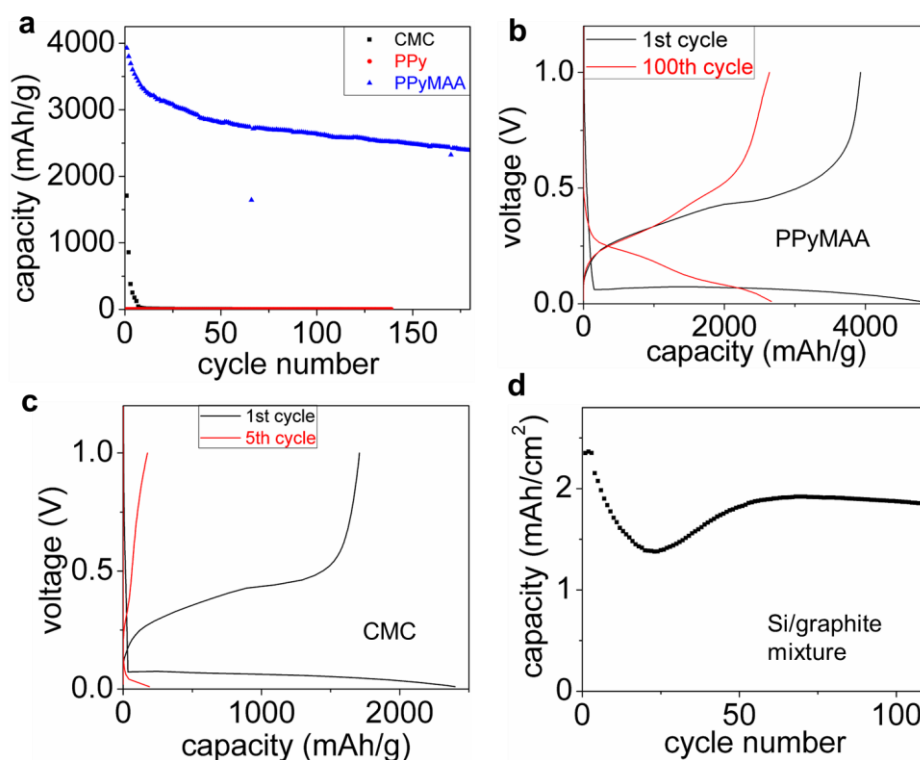 a
4000
3000
2000
1000
0
capacity (mAh/g)
0
50
100
150
cycle number
CMC
PPy
PPyMAA
b
1st cycle
100th cycle
1.0
0.5
0.0
voltage (V)
PPyMAA
0
2000
4000
capacity (mAh/g)
c
1st cycle
5th cycle
1.0
0.5
0.0
voltage (V)
CMC
0
1000
2000
capacity (mAh/g)
d
2
1
0
capacity (mAh/cm²)
Si/graphite
mixture
0
50
cycle number